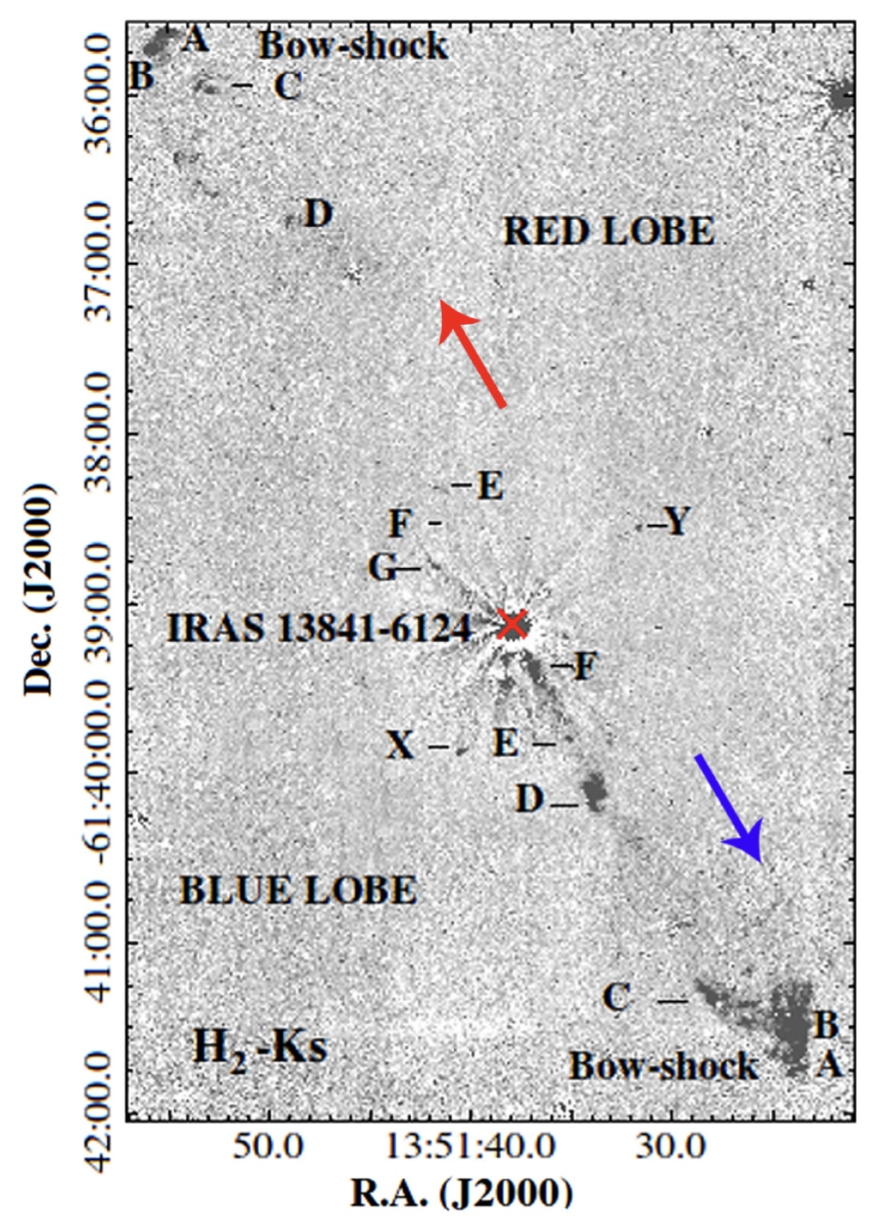 A Bow-shock
B
C
D
RED LOBE
E
F
Y
G
IRAS 13841-6124
F
X
E
D
BLUE LOBE
C
B
H2 -Ks
Bow-shock A
36:00.0
37:00.0
38:00.0
39:00.0
-61:40:00.0
41:00.0
42:00.0
Dec. (J2000)
50.0 13:51:40.0 30.0
R.A. (J2000)